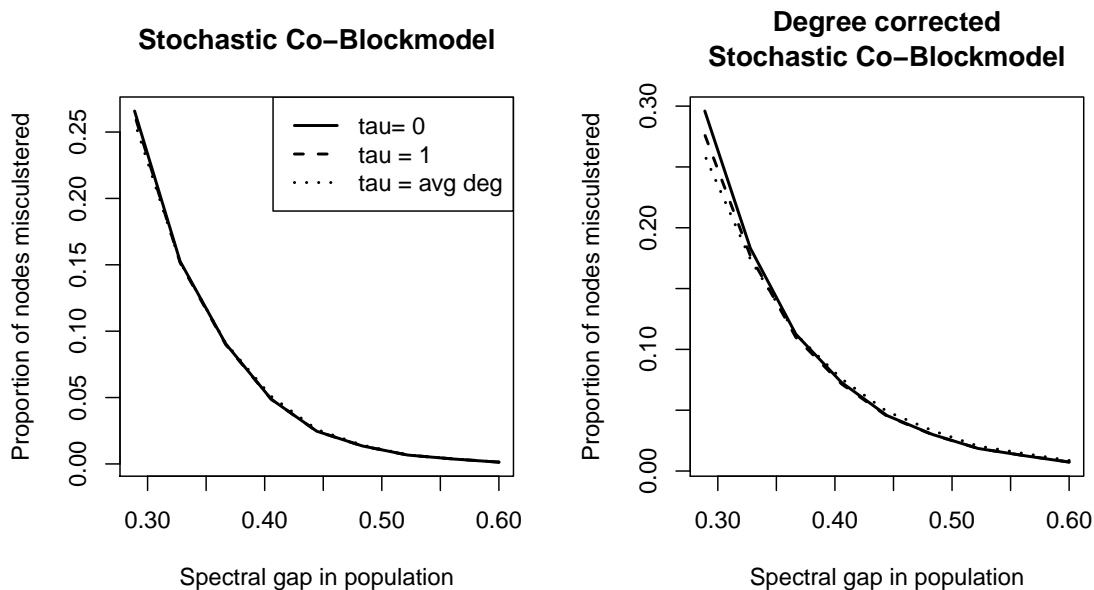 Stochastic Co−Blockmodel
Proportion of nodes misculstered
0.25
0.20
0.15
0.10
0.05
0.00
tau= 0
tau = 1
tau = avg deg
0.30
0.40
0.50
0.60
Spectral gap in population
Degree corrected
Stochastic Co−Blockmodel
Proportion of nodes misculstered
0.30
0.20
0.10
0.00
0.30
0.40
0.50
0.60
Spectral gap in population